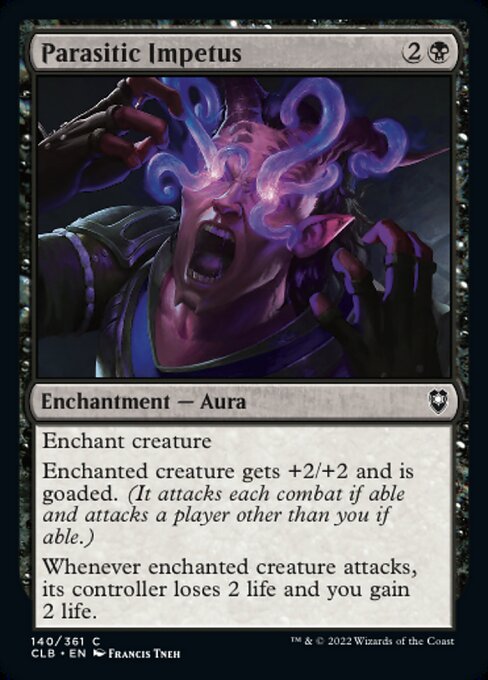 Parasitic Impetus 2
Enchantment — Aura
Enchant creature
Enchanted creature gets +2/+2 and is
goaded. (It attacks each combat if able
and attacks a player other than you if
able.)
Whenever enchanted creature attacks,
its controller loses 2 life and you gain
2 life.
140/361 C
CLB • EN Francis Tneh
™ & © 2022 Wizards of the Coast